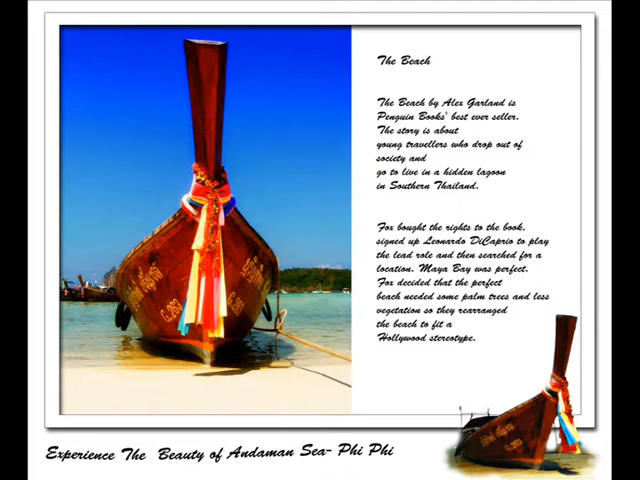 The Beach
The Beach by Alex Garland is
Penguin Books' best ever seller.
The story is about
young travellers who drop out of
society and
go to live in a hidden lagoon
in Southern Thailand.
Fox bought the rights to the book,
signed up Leonardo DiCaprio to play
the lead role and then searched for a
location. Maya Bay was perfect.
For decided that the perfect
beach needed some palm trees and less
vegetation so they rearranged
the beach to fit a
Hollywood stereotype.
G.293
Experience The Beauty of Andaman Sea- Phi Phi